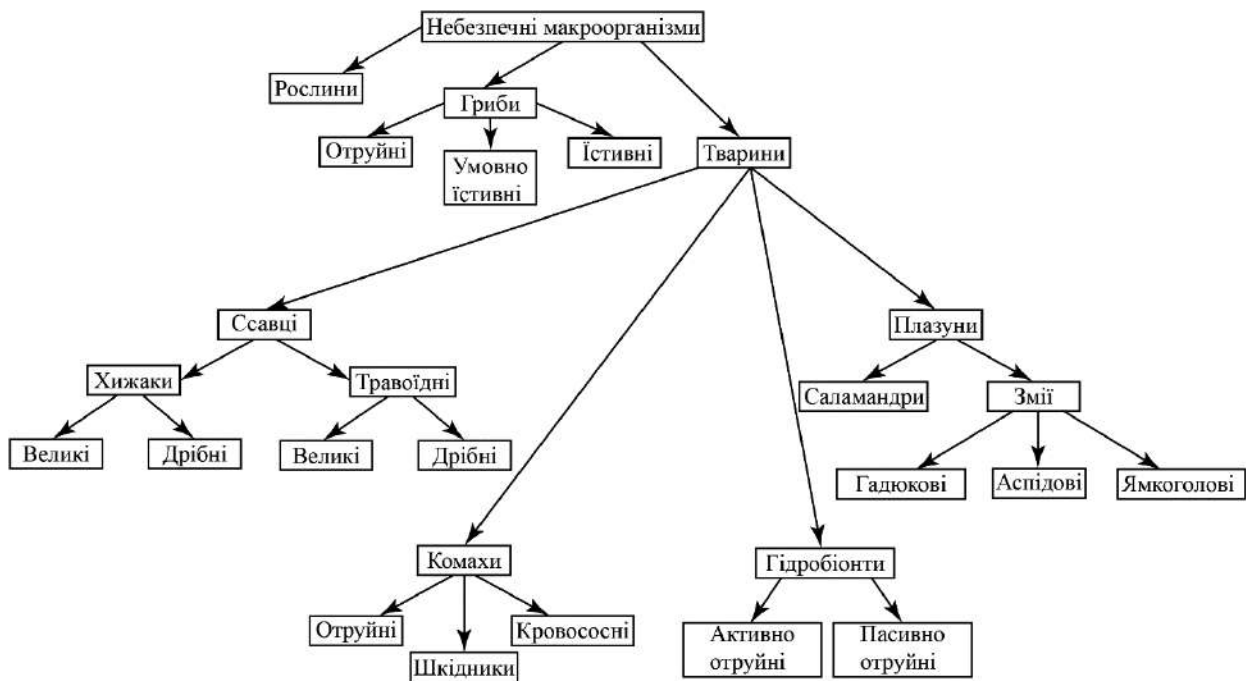 Небезпечні макроорганізми
Рослини
Гриби
Отруйні
Умовно
їстивні
Їстивні
Тварини
Ссавці
Плазуни
Хижаки
Травоїдні
Саламандри
Змії
Великі
Дрібні
Великі
Дрібні
Гадюкові
Аспідові
Ямкоголові
Комахи
Гідробіонти
Отруйні
Шкідники
Кровососні
Активно
отруйні
Пасивно
отруйні